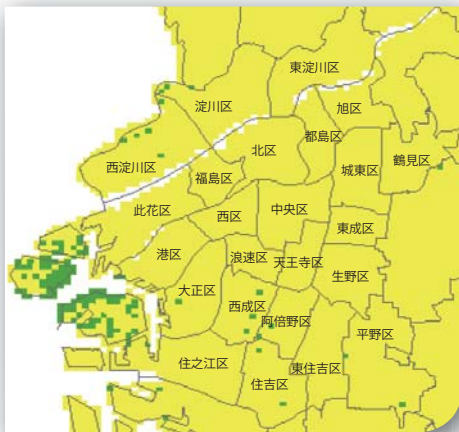 東淀川区
淀川区
旭区
都島区
北区
鶴見区
西淀川区
城東区
福島区
此花区
西区
中央区
東成区
港区
浪速区
天王寺区
生野区
大正区
西成区
阿倍野区
平野区
住之江区
東住吉区
住吉区